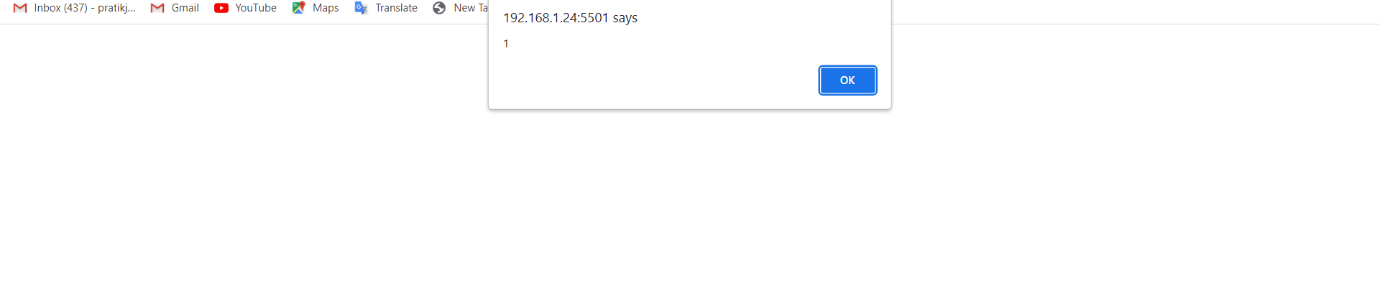 Inbox (437) - pratikj... Gmail YouTube Maps Translate New Ta
192.168.1.24:5501 says
1
OK